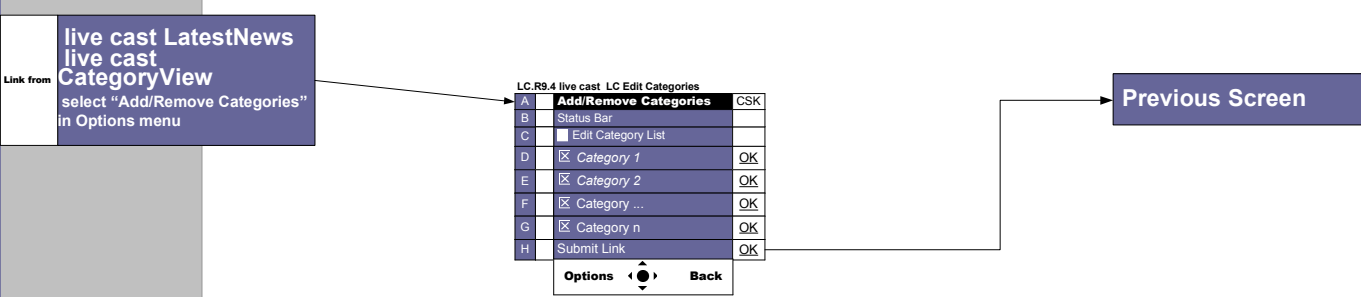 live cast LatestNews
live cast
Link from CategoryView
select “Add/Remove Categories”
in Options menu
LC.R9.4 live cast LC Edit Categories
A Add/Remove Categories CSK
B Status Bar
C Edit Category List
D Category 1 OK
E Category 2 OK
F Category ... OK
G Category n OK
H Submit Link OK
Options Back
Previous Screen